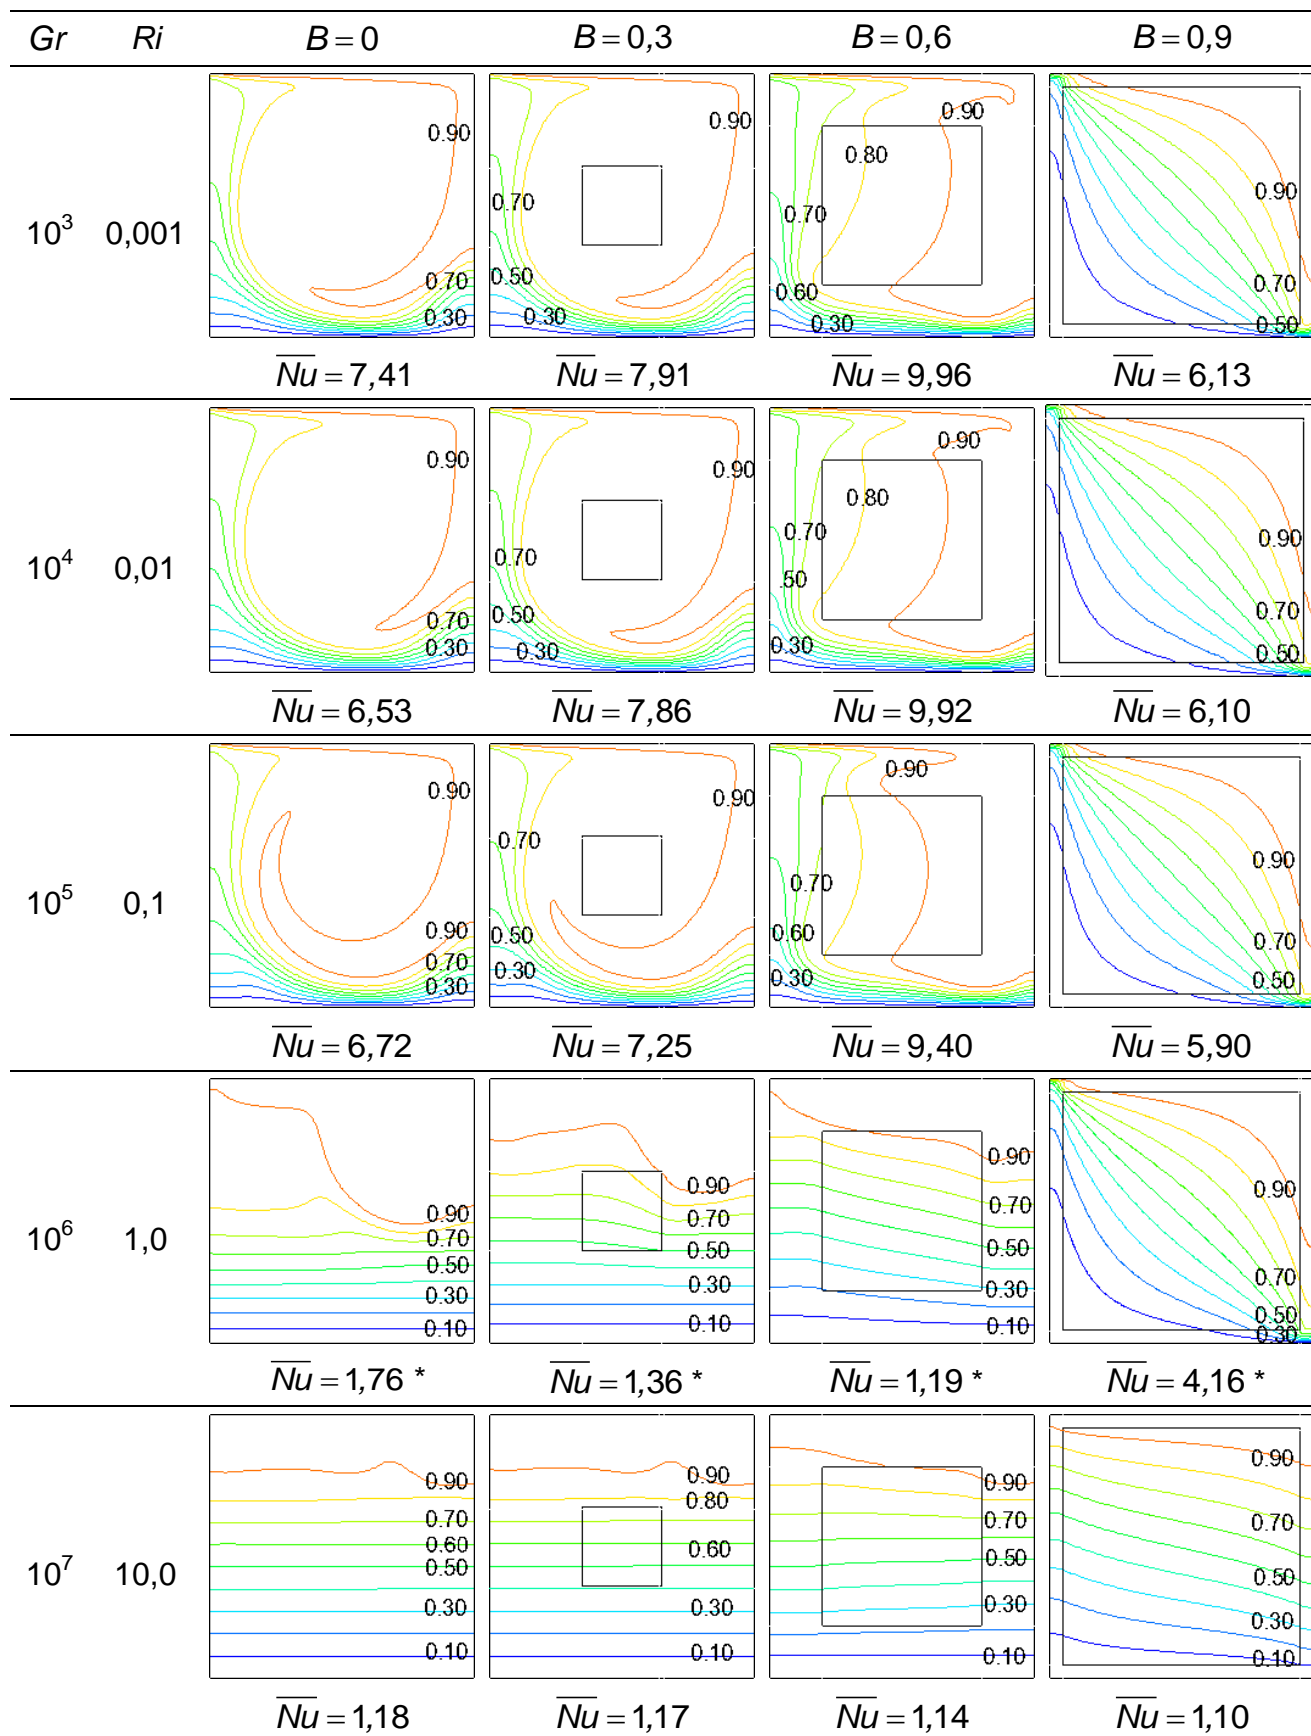 Gr Ri B = 0 B = 0,3 B = 0,6 B = 0,9
0.90 0.70 0.30
0.90 0.70 0.50 0.30
0.90 0.80 0.70 0.60 0.30
0.90 0.70 0.50
10³ 0,001
Nu = 7,41 Nu = 7,91 Nu = 9,96 Nu = 6,13
0.90 0.70 0.30
0.90 0.70 0.50 0.30
0.90 0.80 0.70 .50 0.30
0.90 0.70 0.50
10⁴ 0,01
Nu = 6,53 Nu = 7,86 Nu = 9,92 Nu = 6,10
0.90 0.90 0.70 0.30
0.90 0.70 0.50 0.30
0.90 0.70 0.60 0.30
0.90 0.70 0.50
10⁵ 0,1
Nu = 6,72 Nu = 7,25 Nu = 9,40 Nu = 5,90
0.90 0.70 0.50 0.30 0.10
0.90 0.70 0.50 0.30 0.10
0.90 0.70 0.50 0.30 0.10
0.90 0.70 0.50 0.30
10⁶ 1,0
Nu = 1,76 * Nu = 1,36 * Nu = 1,19 * Nu = 4,16 *
0.90 0.70 0.60 0.50 0.30 0.10
0.90 0.80 0.60 0.30 0.10
0.90 0.70 0.50 0.30 0.10
0.90 0.70 0.50 0.30 0.10
10⁷ 10,0
Nu = 1,18 Nu = 1,17 Nu = 1,14 Nu = 1,10